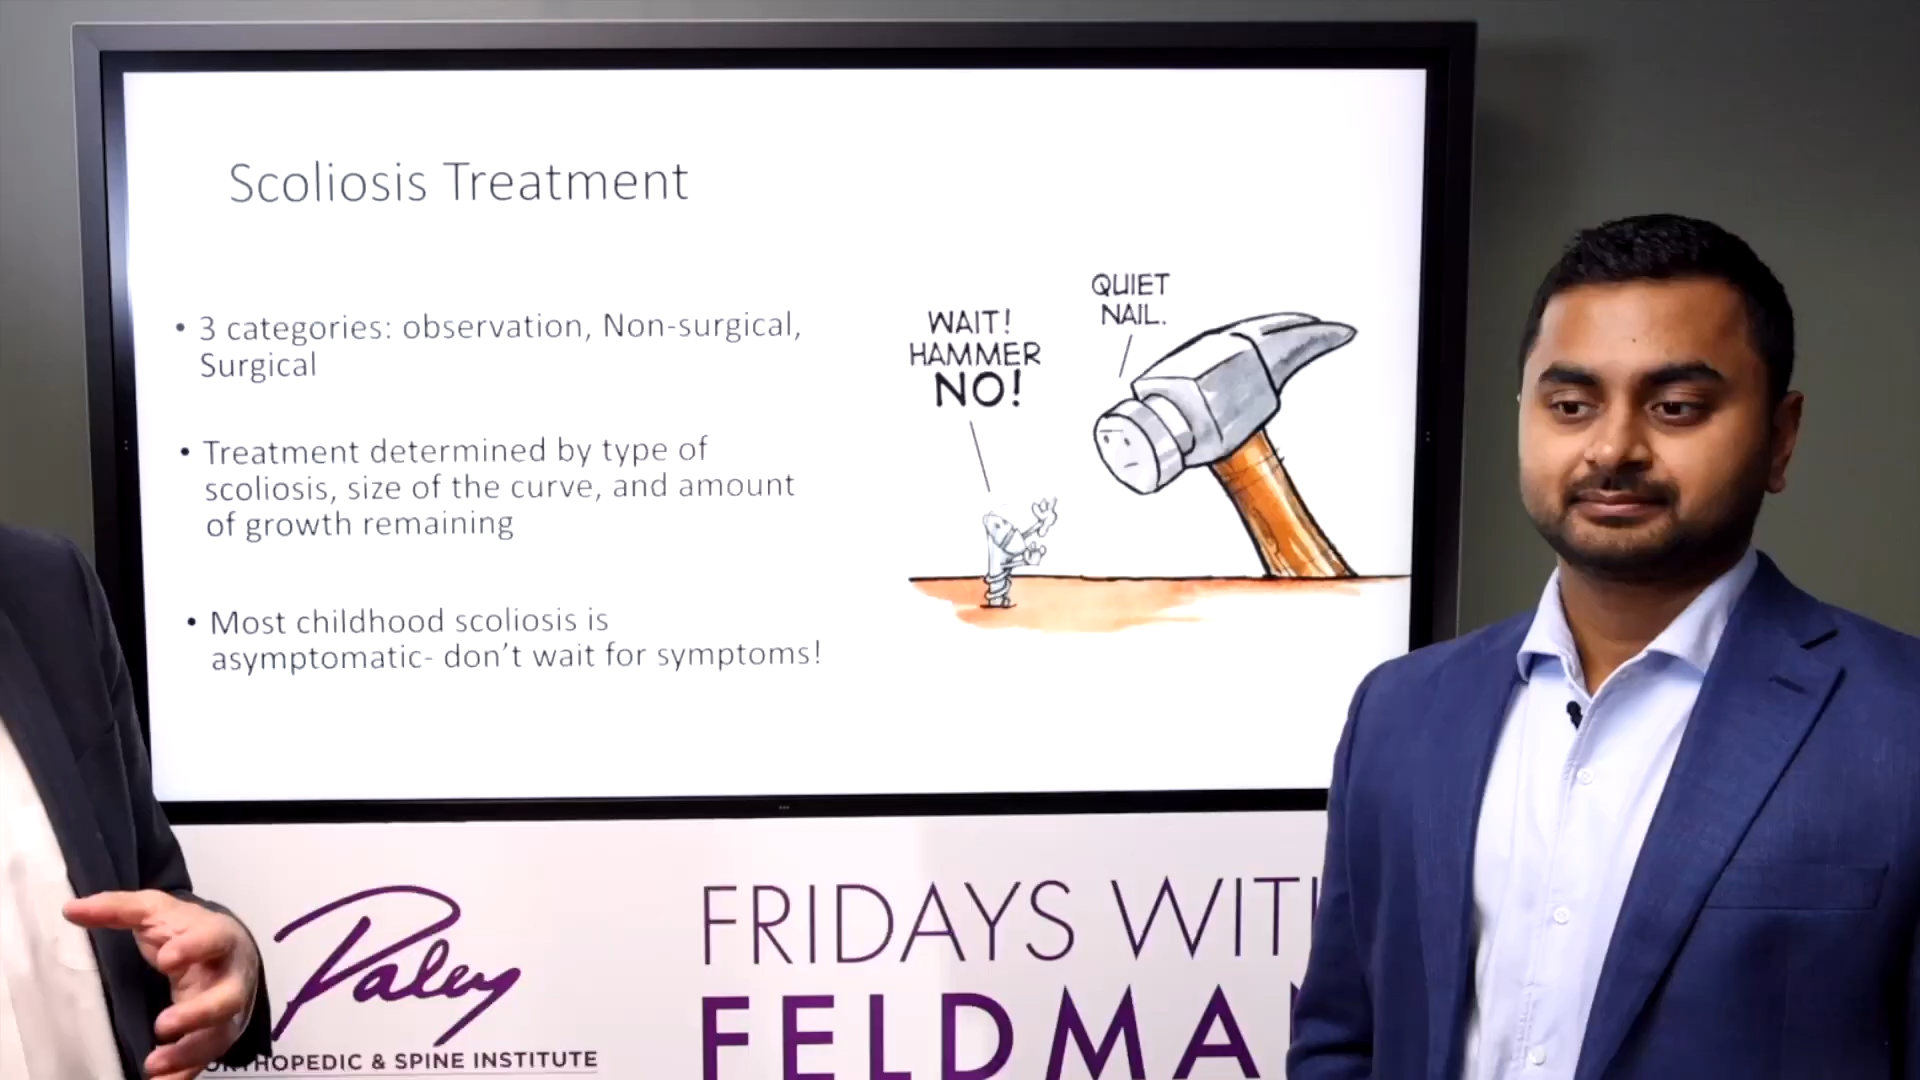 Scoliosis Treatment
• 3 categories: observation, Non-surgical,
Surgical
• Treatment determined by type of
scoliosis, size of the curve, and amount
of growth remaining
• Most childhood scoliosis is
asymptomatic- don't wait for symptoms!
WAIT!
HAMMER
NO!
QUIET
NAIL.
Paley
ORTHOPEDIC & SPINE INSTITUTE
FRIDAYS WITH
FELDMAN